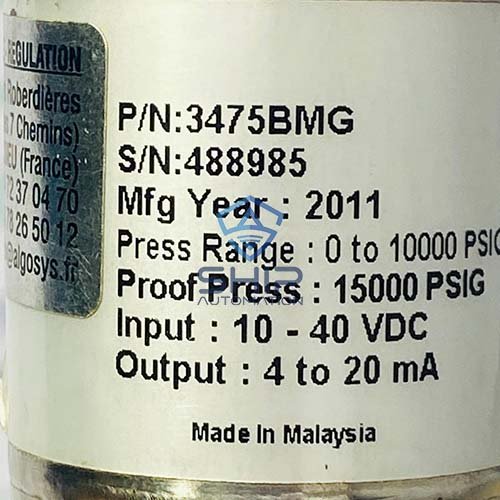 REGULATION
Roberdières
7 Chemins)
(France)
72 37 04 70
78 26 50 12
@algosys.fr
P/N:3475BMG
S/N:488985
Mfg Year : 2011
Press Range : 0 to 10000 PSIG
Proof Press : 15000 PSIG
Input : 10 - 40 VDC
Output : 4 to 20 mA
Made In Malaysia
SHIP
AUTOMATION